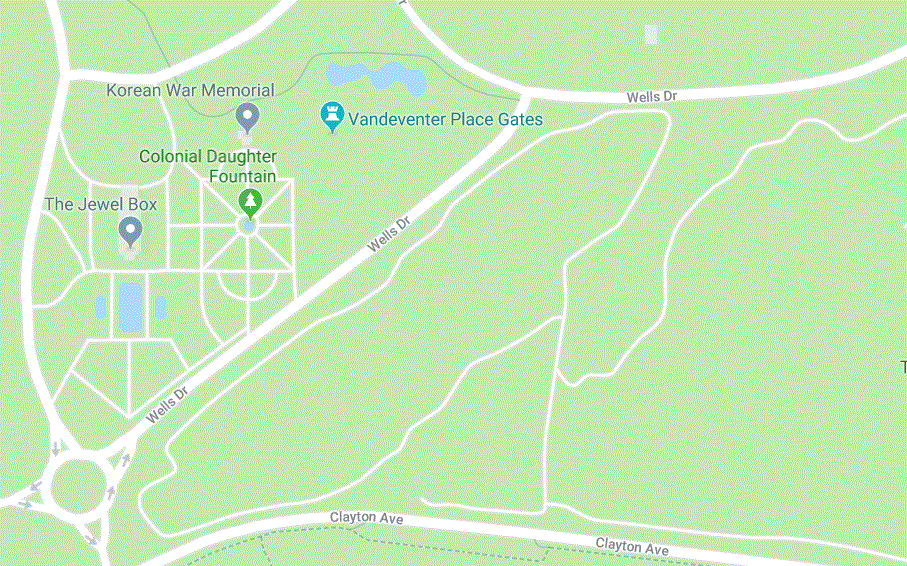 Korean War Memorial
Wells Dr
Vandeventer Place Gates
Colonial Daughter
Fountain
The Jewel Box
Wells Dr
Wells Dr
Clayton Ave
Clayton Ave